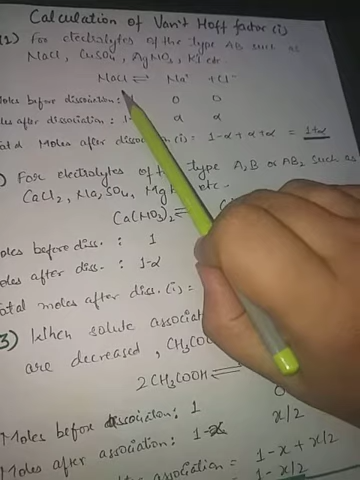 Calculation of Van't Hoff factor (i)
(1) For electrolytes of the type AB such as
NaCl, CuSO4, AgNO3, KI etc.
NaCl ⇌ Na+ + Cl-
Moles before dissociation: 0 0
after dissociation: 1- α α
Total Moles after dissociation (i) = 1-α+α+α = 1+α
For electrolytes of the type A2B or AB2 such as
CaCl2, Na2SO4, etc.
Ca(NO3)2 ⇌
Moles before diss. : 1
Moles after diss. : 1-α
Total moles after diss. (i) =
3) When solute
are decreased, CH3COO
2CH3COOH ⇌
Moles before association: 1 0
Moles after association: 1-x x/2
association = 1-x+x/2
= 1-x/2